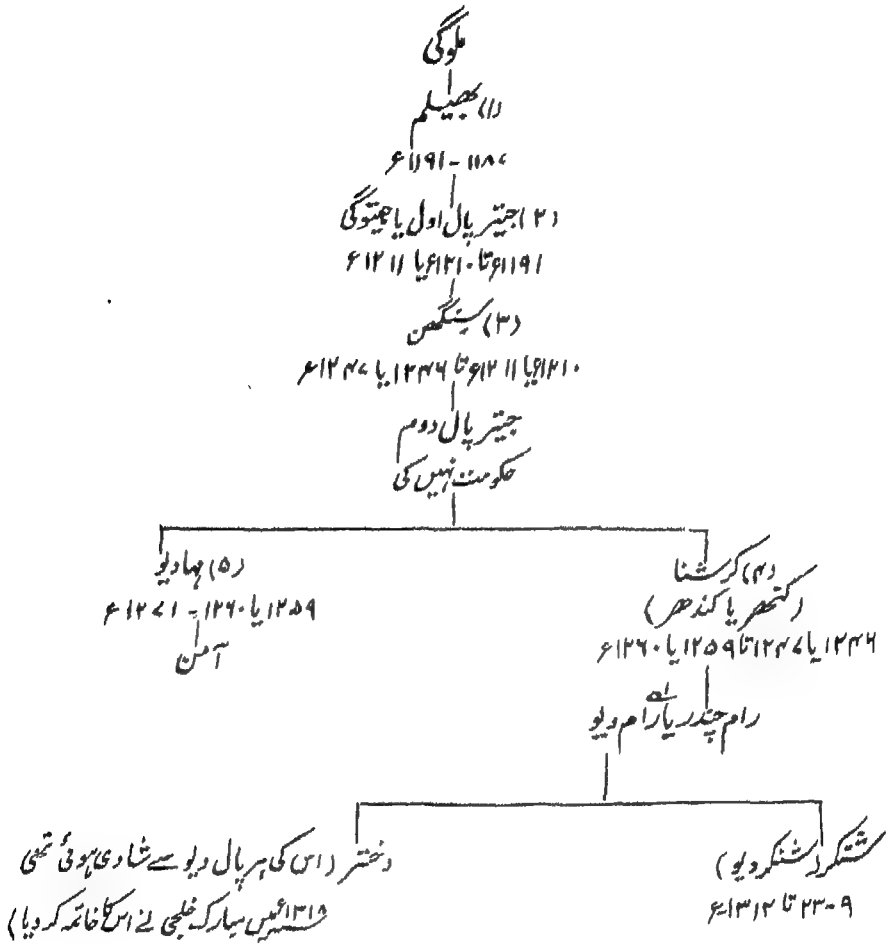 ملوگی
(۱) بھیلم
۱۱۸۷ - ۱۱۹۱ء
(۲) جیتر پال اول یا جیتوگی
۱۱۹۱ء تا ۱۲۱۰ء یا ۱۲۱۱ء
(۳) سنگھن
۱۲۱۰ء یا ۱۲۱۱ء تا ۱۲۴۶ یا ۱۲۴۷ء
جیتر پال دوم
حکومت نہیں کی
(۴) کرشنا
(کنھر یا کندھر)
۱۲۴۶ یا ۱۲۴۷ تا ۱۲۵۹ یا ۱۲۶۰ء
(۵) مہادیو
۱۲۵۹ یا ۱۲۶۰ - ۱۲۷۱ء
آمن
رام چندر یا رام دیو
شنکر (شنکر دیو)
۲۳۰۹ تا ۱۳۱۲ء
دختر (اس کی ہر پال دیو سے شادی ہوئی تھی
۱۳۱۸ء میں مبارک خلجی نے اس کا خاتمہ کر دیا)